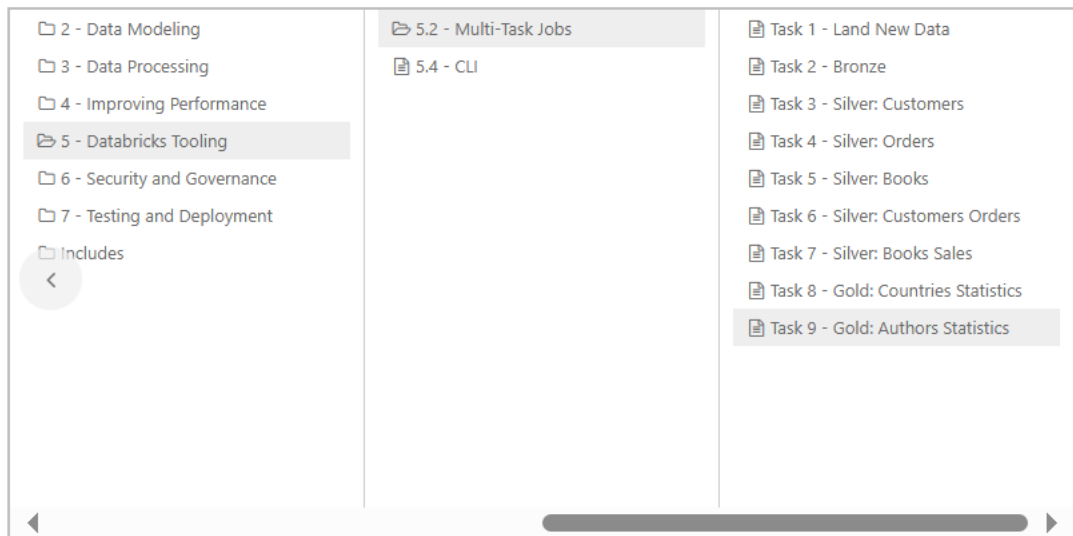 2 - Data Modeling
3 - Data Processing
4 - Improving Performance
5 - Databricks Tooling
6 - Security and Governance
7 - Testing and Deployment
Includes
5.2 - Multi-Task Jobs
5.4 - CLI
Task 1 - Land New Data
Task 2 - Bronze
Task 3 - Silver: Customers
Task 4 - Silver: Orders
Task 5 - Silver: Books
Task 6 - Silver: Customers Orders
Task 7 - Silver: Books Sales
Task 8 - Gold: Countries Statistics
Task 9 - Gold: Authors Statistics